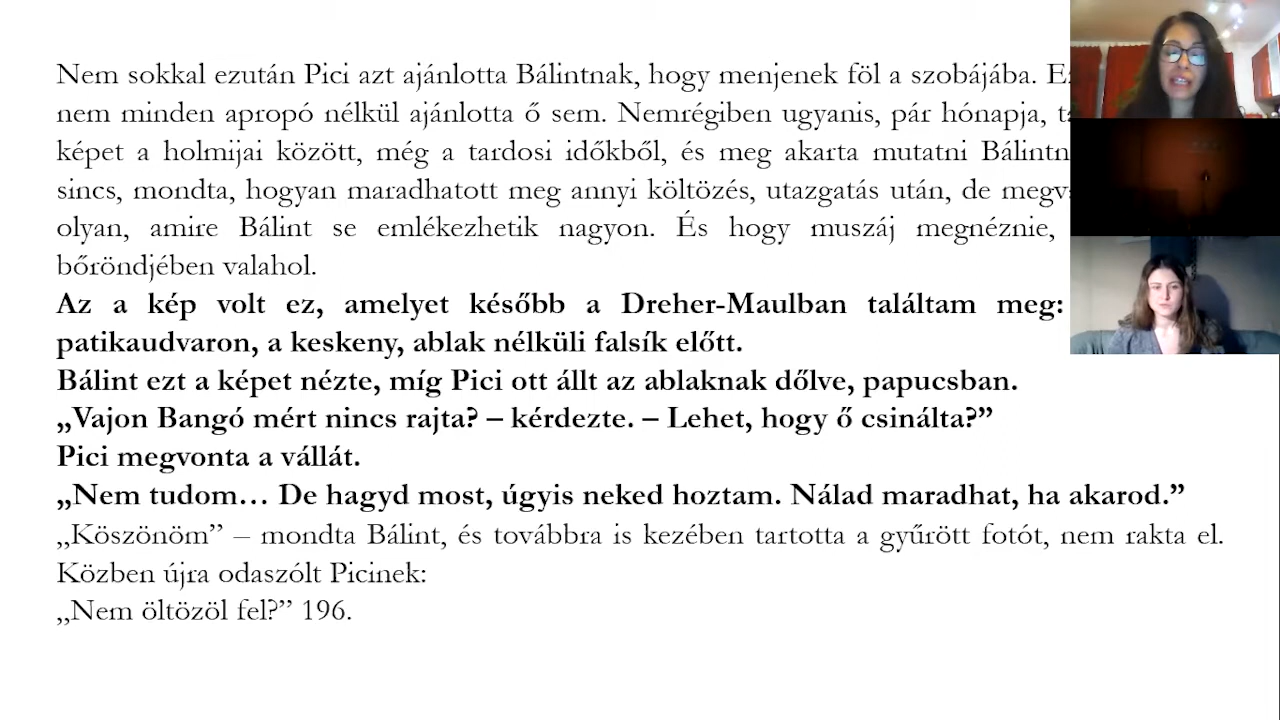 Nem sokkal ezután Pici azt ajánlotta Bálintnak, hogy menjenek föl a szobájába.
nem minden apropó nélkül ajánlotta ő sem. Nemrégiben ugyanis, pár hónapja,
képet a holmijai között, még a tardosi időkből, és meg akarta mutatni
sincs, mondta, hogyan maradhatott meg annyi költözés, utazgatás után, de
olyan, amire Bálint se emlékezhetik nagyon. És hogy muszáj megnéznie,
bőröndjében valahol.
Az a kép volt ez, amelyet később a Dreher-Maulban találtam meg:
patikaudvaron, a keskeny, ablak nélküli falsík előtt.
Bálint ezt a képet nézte, míg Pici ott állt az ablaknak dőlve, papucsban.
„Vajon Bangó mért nincs rajta? – kérdezte. – Lehet, hogy ő csinálta?”
Pici megvonta a vállát.
„Nem tudom… De hagyd most, úgyis neked hoztam. Nálad maradhat, ha akarod.”
„Köszönöm” – mondta Bálint, és továbbra is kezében tartotta a gyűrött fotót, nem rakta el.
Közben újra odaszólt Picinek:
„Nem öltözöl fel?” 196.